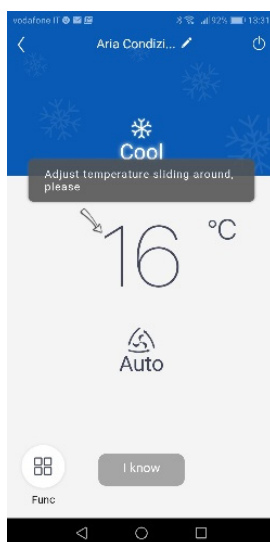 vodafone IT 92% 13:31
Aria Condizi...
Cool
Adjust temperature sliding around,
please
16 °C
Auto
I know
Func